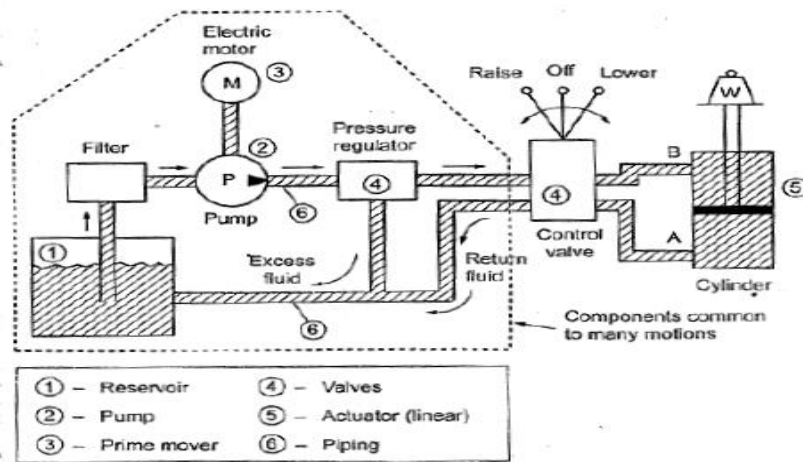 Electric
motor
M
③
Raise
Off
Lower
W
Filter
②
Pressure
regulator
P
④
B
⑤
Pump
⑥
④
①
Excess
fluid
Return
fluid
Control
valve
A
Cylinder
⑥
Components common
to many motions
① – Reservoir
④ – Valves
② – Pump
⑤ – Actuator (linear)
③ – Prime mover
⑥ – Piping